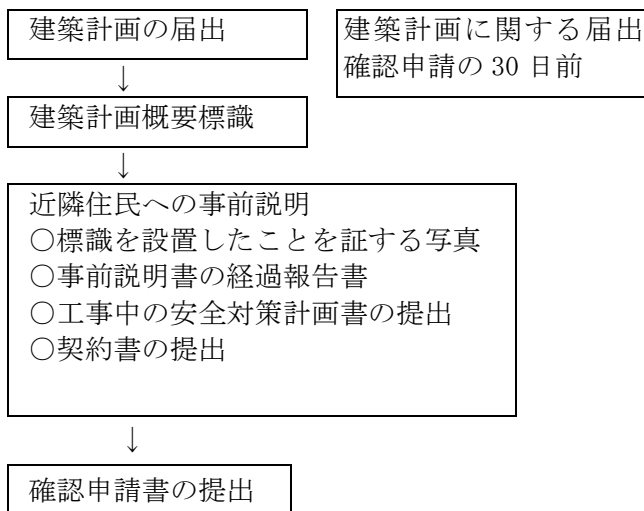 建築計画の届出
建築計画に関する届出
確認申請の 30 日前
↓
建築計画概要標識
↓
近隣住民への事前説明
○標識を設置したことを証する写真
○事前説明書の経過報告書
○工事中の安全対策計画書の提出
○契約書の提出
↓
確認申請書の提出